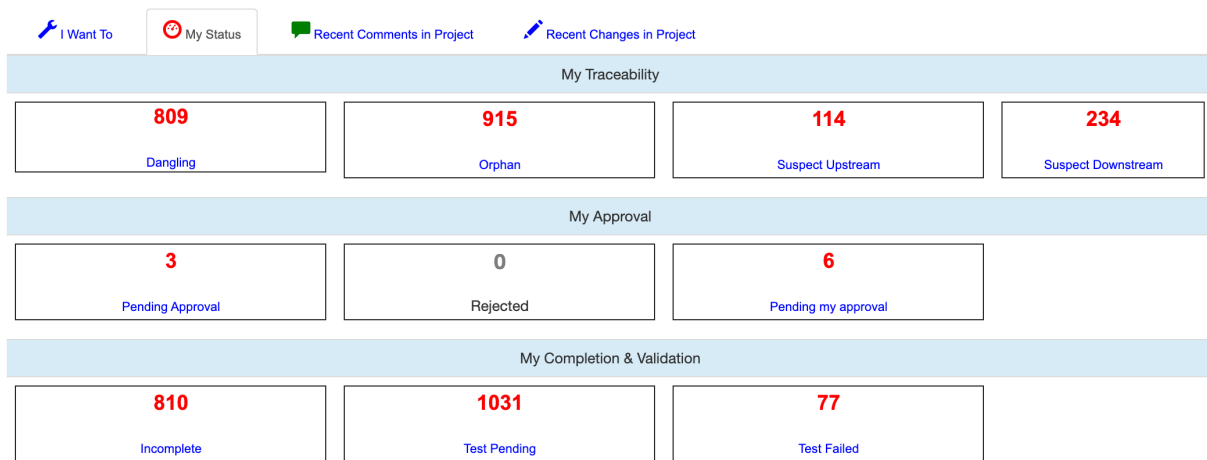 I Want To
My Status
Recent Comments in Project
Recent Changes in Project
My Traceability
809
Dangling
915
Orphan
114
Suspect Upstream
234
Suspect Downstream
My Approval
3
Pending Approval
0
Rejected
6
Pending my approval
My Completion & Validation
810
Incomplete
1031
Test Pending
77
Test Failed